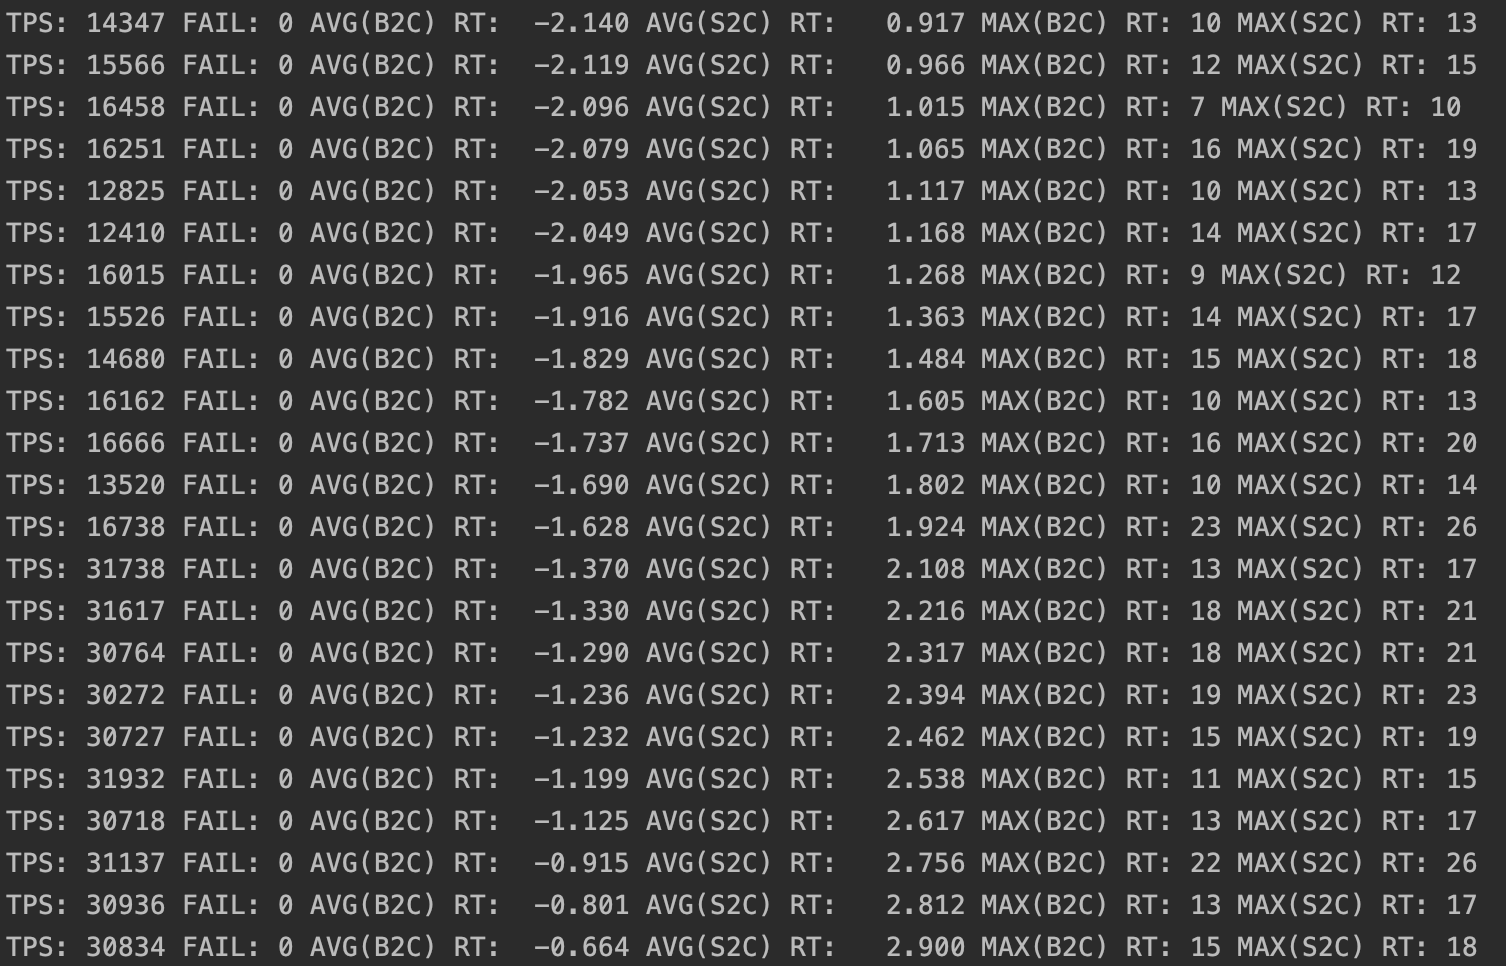 TPS: 14347 FAIL: 0 AVG(B2C) RT: -2.140 AVG(S2C) RT: 0.917 MAX(B2C) RT: 10 MAX(S2C) RT: 13
TPS: 15566 FAIL: 0 AVG(B2C) RT: -2.119 AVG(S2C) RT: 0.966 MAX(B2C) RT: 12 MAX(S2C) RT: 15
TPS: 16458 FAIL: 0 AVG(B2C) RT: -2.096 AVG(S2C) RT: 1.015 MAX(B2C) RT: 7 MAX(S2C) RT: 10
TPS: 16251 FAIL: 0 AVG(B2C) RT: -2.079 AVG(S2C) RT: 1.065 MAX(B2C) RT: 16 MAX(S2C) RT: 19
TPS: 12825 FAIL: 0 AVG(B2C) RT: -2.053 AVG(S2C) RT: 1.117 MAX(B2C) RT: 10 MAX(S2C) RT: 13
TPS: 12410 FAIL: 0 AVG(B2C) RT: -2.049 AVG(S2C) RT: 1.168 MAX(B2C) RT: 14 MAX(S2C) RT: 17
TPS: 16015 FAIL: 0 AVG(B2C) RT: -1.965 AVG(S2C) RT: 1.268 MAX(B2C) RT: 9 MAX(S2C) RT: 12
TPS: 15526 FAIL: 0 AVG(B2C) RT: -1.916 AVG(S2C) RT: 1.363 MAX(B2C) RT: 14 MAX(S2C) RT: 17
TPS: 14680 FAIL: 0 AVG(B2C) RT: -1.829 AVG(S2C) RT: 1.484 MAX(B2C) RT: 15 MAX(S2C) RT: 18
TPS: 16162 FAIL: 0 AVG(B2C) RT: -1.782 AVG(S2C) RT: 1.605 MAX(B2C) RT: 10 MAX(S2C) RT: 13
TPS: 16666 FAIL: 0 AVG(B2C) RT: -1.737 AVG(S2C) RT: 1.713 MAX(B2C) RT: 16 MAX(S2C) RT: 20
TPS: 13520 FAIL: 0 AVG(B2C) RT: -1.690 AVG(S2C) RT: 1.802 MAX(B2C) RT: 10 MAX(S2C) RT: 14
TPS: 16738 FAIL: 0 AVG(B2C) RT: -1.628 AVG(S2C) RT: 1.924 MAX(B2C) RT: 23 MAX(S2C) RT: 26
TPS: 31738 FAIL: 0 AVG(B2C) RT: -1.370 AVG(S2C) RT: 2.108 MAX(B2C) RT: 13 MAX(S2C) RT: 17
TPS: 31617 FAIL: 0 AVG(B2C) RT: -1.330 AVG(S2C) RT: 2.216 MAX(B2C) RT: 18 MAX(S2C) RT: 21
TPS: 30764 FAIL: 0 AVG(B2C) RT: -1.290 AVG(S2C) RT: 2.317 MAX(B2C) RT: 18 MAX(S2C) RT: 21
TPS: 30272 FAIL: 0 AVG(B2C) RT: -1.236 AVG(S2C) RT: 2.394 MAX(B2C) RT: 19 MAX(S2C) RT: 23
TPS: 30727 FAIL: 0 AVG(B2C) RT: -1.232 AVG(S2C) RT: 2.462 MAX(B2C) RT: 15 MAX(S2C) RT: 19
TPS: 31932 FAIL: 0 AVG(B2C) RT: -1.199 AVG(S2C) RT: 2.538 MAX(B2C) RT: 11 MAX(S2C) RT: 15
TPS: 30718 FAIL: 0 AVG(B2C) RT: -1.125 AVG(S2C) RT: 2.617 MAX(B2C) RT: 13 MAX(S2C) RT: 17
TPS: 31137 FAIL: 0 AVG(B2C) RT: -0.915 AVG(S2C) RT: 2.756 MAX(B2C) RT: 22 MAX(S2C) RT: 26
TPS: 30936 FAIL: 0 AVG(B2C) RT: -0.801 AVG(S2C) RT: 2.812 MAX(B2C) RT: 13 MAX(S2C) RT: 17
TPS: 30834 FAIL: 0 AVG(B2C) RT: -0.664 AVG(S2C) RT: 2.900 MAX(B2C) RT: 15 MAX(S2C) RT: 18